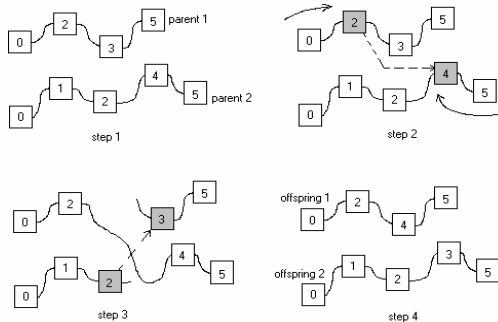 0 2 3 5 parent 1
0 1 2 4 5 parent 2
step 1
0 2 3 5
0 1 2 4 5
step 2
0 2 3 5
0 1 2 4 5
step 3
offspring 1 0 2 4 5
offspring 2 0 1 2 3 5
step 4